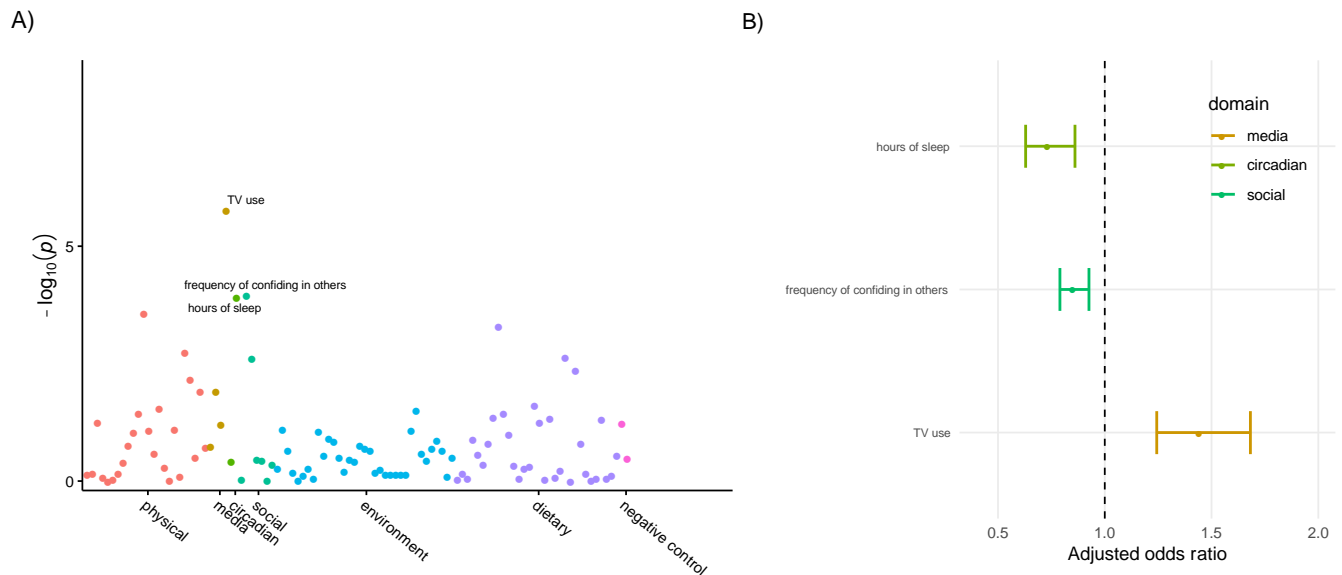 A)
TV use
frequency of confiding in others
hours of sleep
5
0
− log10(p)
physical
media
circadian
social
environment
dietary
negative control
B)
domain
media
circadian
social
hours of sleep
frequency of confiding in others
TV use
0.5
1.0
1.5
2.0
Adjusted odds ratio